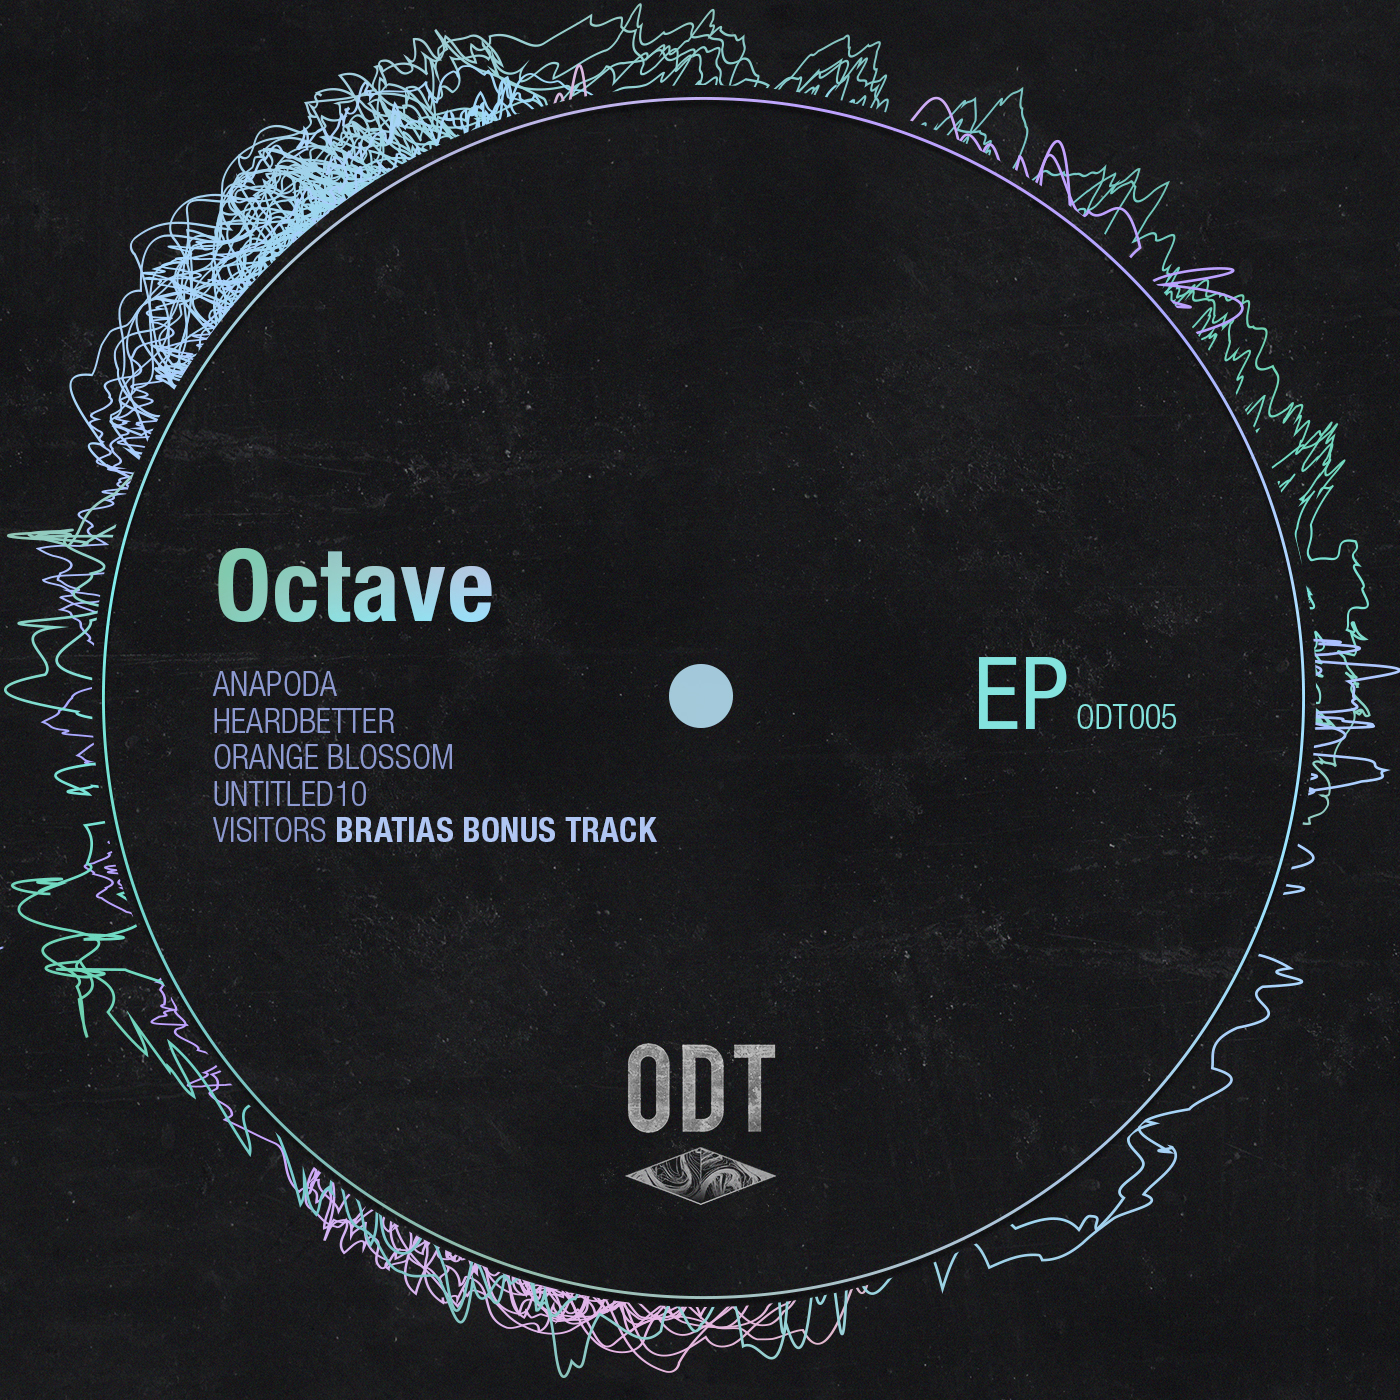 Octave
ANAPODA
HEARDBETTER
ORANGE BLOSSOM
UNTITLED10
VISITORS BRATIAS BONUS TRACK
EP ODT005
ODT